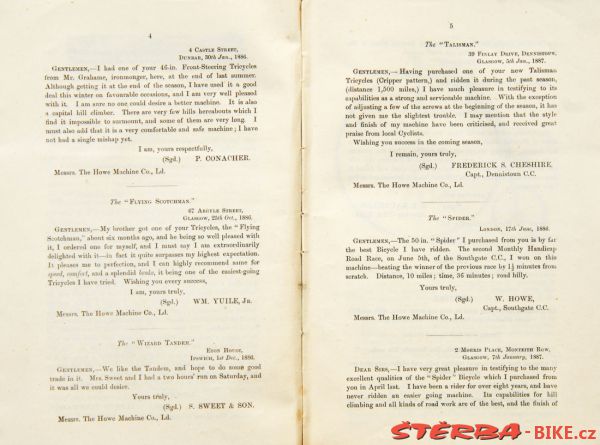 4
4 CASTLE STREET,
DUNBAR, 30th Jan., 1886.
GENTLEMEN,—I had one of your 46-in. Front-Steering Tricycles
from Mr. Grahame, ironmonger, here, at the end of last summer.
Although getting it at the end of the season, I have used it a good
deal this winter on favourable occasions, and I am very well pleased
with it. I am sure no one could desire a better machine. It is also
a capital hill climber. There are very few hills hereabouts which I
find it impossible to surmount, and some of them are very long. I
must also add that it is a very comfortable and safe machine; I have
not had a single mishap yet.
I am, yours respectfully,
(Sgd.) P. CONACHER.
Messrs. The Howe Machine Co., Ld.
The "FLYING SCOTCHMAN."
67 ARGYLE STREET,
GLASGOW, 25th Oct., 1886.
GENTLEMEN,—My brother got one of your Tricycles, the "Flying
Scotchman," about six months ago, and he being so well pleased with
it, I ordered one for myself, and I must say I am extraordinarily
delighted with it—in fact it quite surpasses my highest expectation.
It pleases me to perfection, and I can highly recommend same for
speed, comfort, and a splendid brake, it being one of the easiest-going
Tricycles I have tried. Wishing you every success,
I am, yours truly,
(Sgd.) WM. YUILE, Jn.
Messrs. The Howe Machine Co., Ld.
The "WIZARD TANDEM."
EDON HOUSE,
IPSWICH, 1st Dec., 1886.
GENTLEMEN,—We like the Tandem, and hope to do some good
trade in it. Mrs. Sweet and I had a two hours' run on Saturday, and
it was all we could desire.
Yours truly,
(Sgd.) S. SWEET & SON.
Messrs. The Howe Machine Co., Ld.
5
The "TALISMAN."
39 FINLAY DRIVE, DENNISTOUN,
GLASGOW, 5th Jan., 1887.
GENTLEMEN,—Having purchased one of your new Talisman
Tricycles (Cripper pattern,) and ridden it during the past season,
(distance 1,500 miles,) I have much pleasure in testifying to its
capabilities as a strong and serviceable machine. With the exception
of adjusting a few of the screws at the beginning of the season, it has
not given me the slightest trouble. I may mention that the style
and finish of my machine have been criticised, and received great
praise from local Cyclists.
Wishing you success in the coming season,
I remain, yours truly,
(Sgd.) FREDERICK S. CHESHIRE,
Capt., Dennistoun C.C.
Messrs. The Howe Machine Co., Ld.
The "SPIDER."
LONDON, 17th June, 1886.
GENTLEMEN,—The 50 in. "Spider" I purchased from you is by far
the best Bicycle I have ridden. The second Monthly Handicap
Road Race, on June 5th, of the Southgate C.C., I won on this
machine—beating the winner of the previous race by 1½ minutes from
scratch. Distance, 10 miles; time, 36 minutes; road hilly.
Yours truly,
(Sgd.) W. HOWE,
Capt., Southgate C.C.
Messrs. The Howe Machine Co., Ld.
2 MORRIS PLACE, MONTEITH ROW,
GLASGOW, 7th January, 1887.
DEAR SIRS,—I have very great pleasure in testifying to the many
excellent qualities of the "Spider" Bicycle which I purchased from
you in April last. I have been a rider for over eight years, and have
never ridden an easier going machine. Its capabilities for hill
climbing and all kinds of road work are of the best, and the finish of
ŠTĚRBA-BIKE.cz